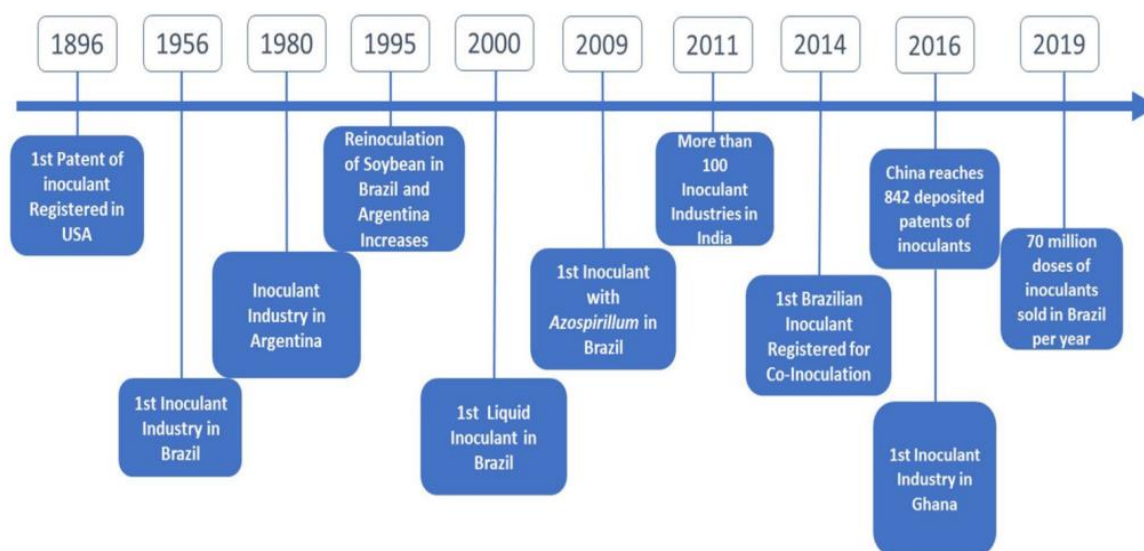 1896
1956
1980
1995
2000
2009
2011
2014
2016
2019
1st Patent of
inoculant
Registered in
USA
1st Inoculant
Industry in
Brazil
Inoculant
Industry in
Argentina
Reinoculation
of Soybean in
Brazil and
Argentina
Increases
1st Liquid
Inoculant in
Brazil
1st Inoculant
with
Azospirillum in
Brazil
More than
100
Inoculant
Industries in
India
1st Brazilian
Inoculant
Registered for
Co-Inoculation
China reaches
842 deposited
patents of
inoculants
1st Inoculant
Industry in
Ghana
70 million
doses of
inoculants
sold in Brazil
per year